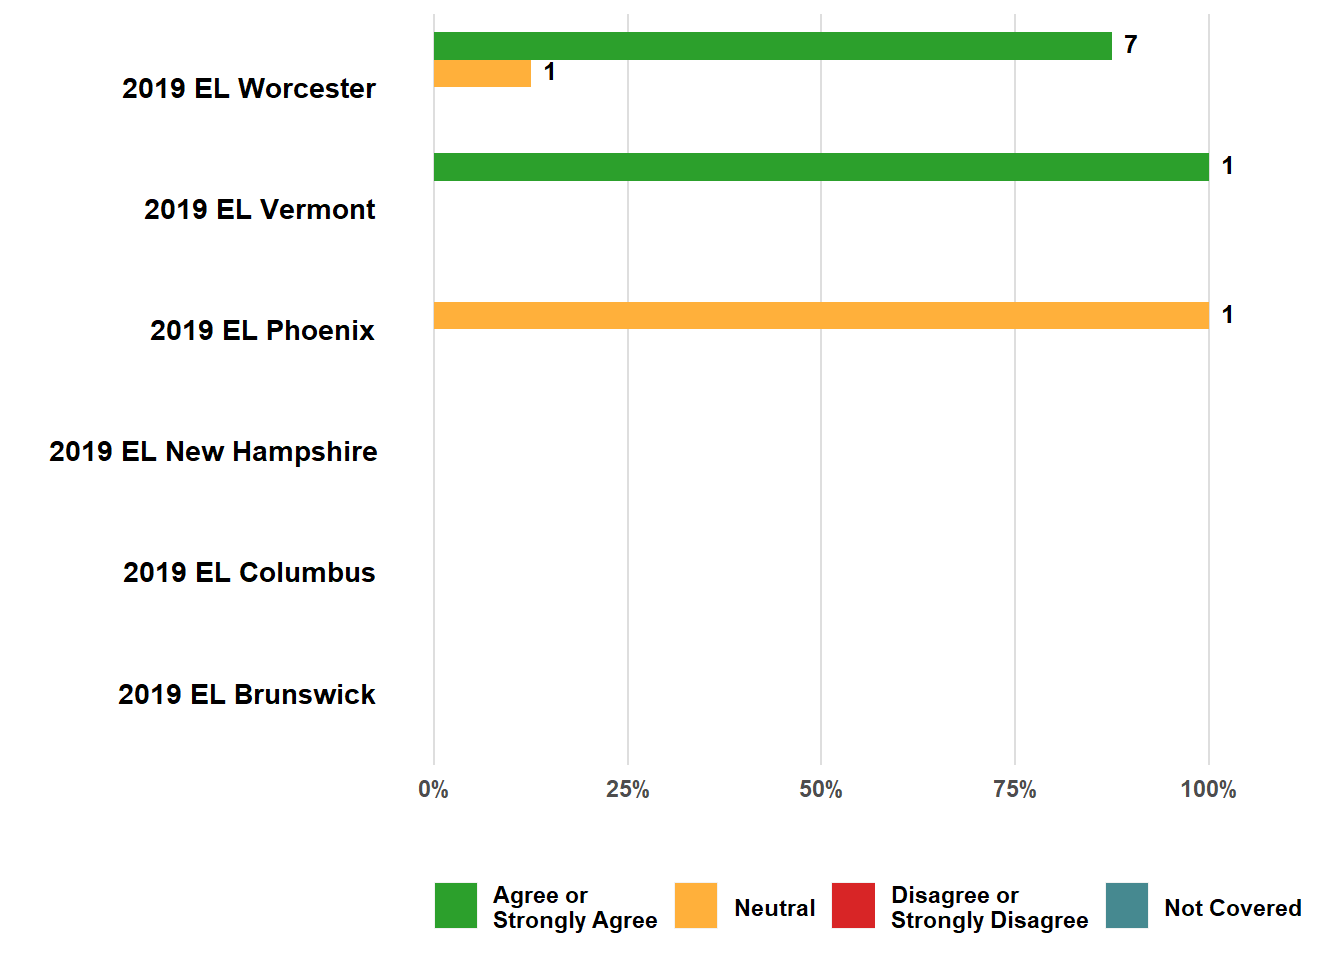 7
1
2019 EL Worcester
1
2019 EL Vermont
1
2019 EL Phoenix
2019 EL New Hampshire
2019 EL Columbus
2019 EL Brunswick
0% 25% 50% 75% 100%
Agree or
Strongly Agree
Neutral
Disagree or
Strongly Disagree
Not Covered